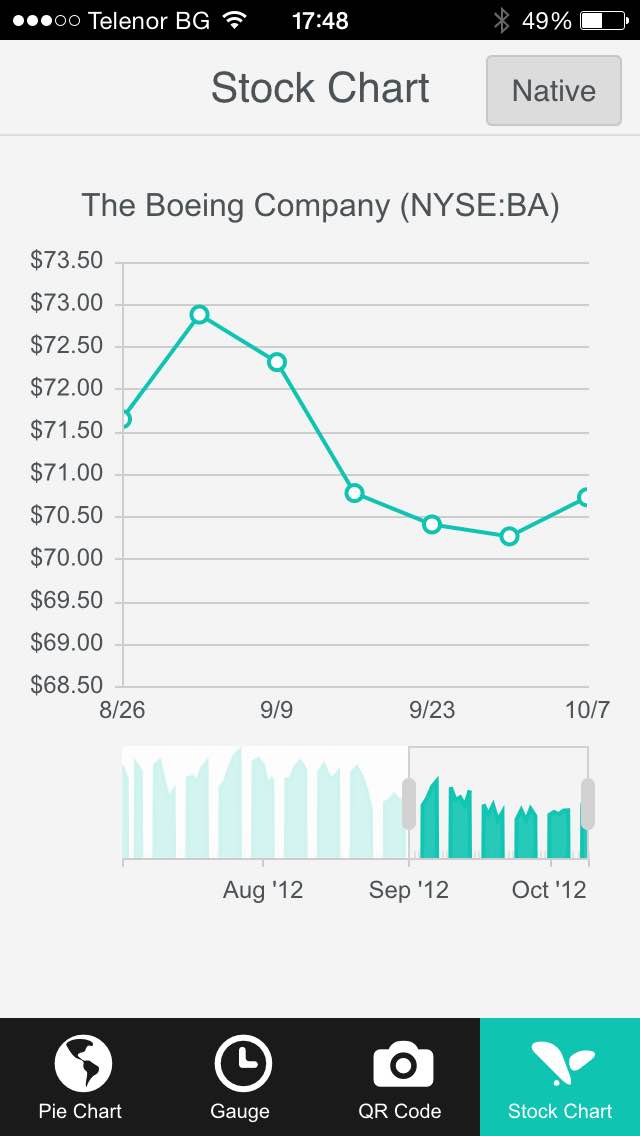 Telenor BG 17:48 49%
Stock Chart Native
The Boeing Company (NYSE:BA)
$73.50
$73.00
$72.50
$72.00
$71.50
$71.00
$70.50
$70.00
$69.50
$69.00
$68.50
8/26 9/9 9/23 10/7
Aug '12 Sep '12 Oct '12
Pie Chart Gauge QR Code Stock Chart